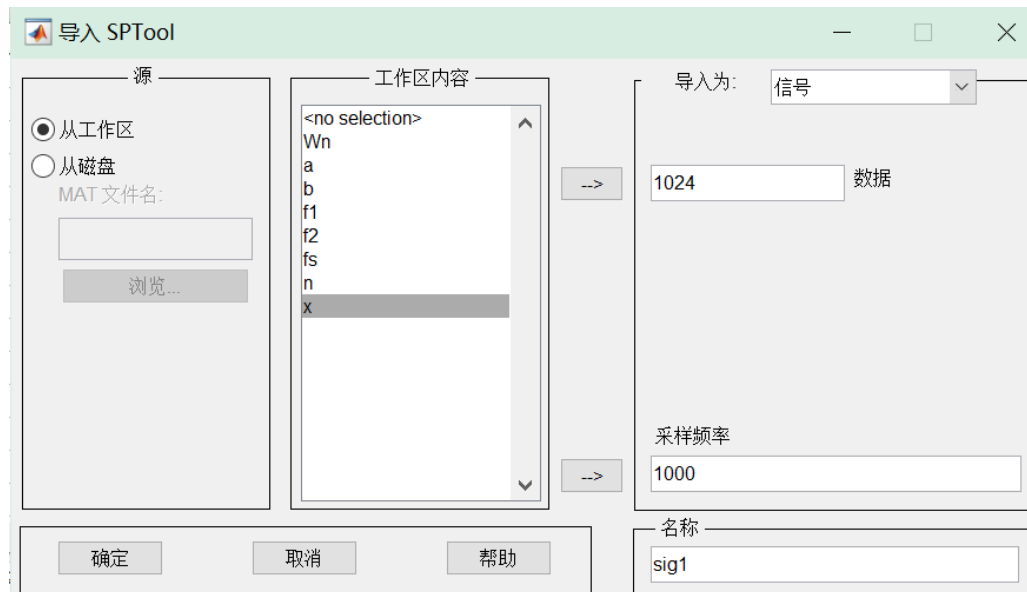 导入 SPTool
源
从工作区
从磁盘
MAT 文件名:
浏览...
工作区内容
<no selection>
Wn
a
b
f1
f2
fs
n
x
-->
-->
导入为:
信号
1024
数据
采样频率
1000
确定
取消
帮助
名称
sig1